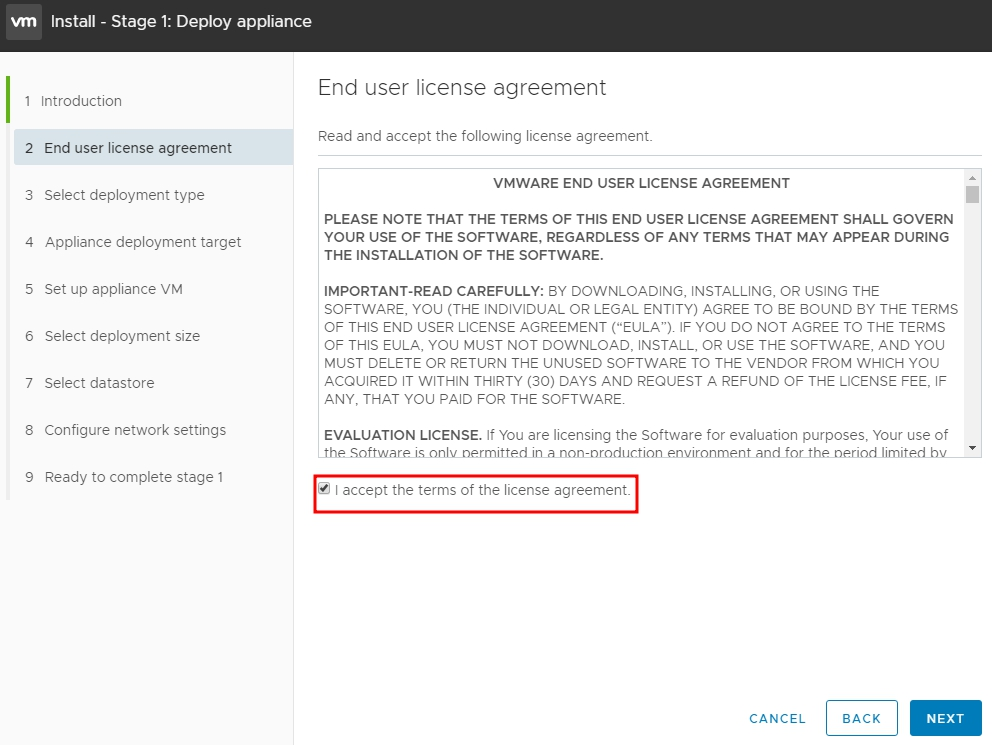 vm Install - Stage 1: Deploy appliance
1 Introduction
2 End user license agreement
3 Select deployment type
4 Appliance deployment target
5 Set up appliance VM
6 Select deployment size
7 Select datastore
8 Configure network settings
9 Ready to complete stage 1
End user license agreement
Read and accept the following license agreement.
VMWARE END USER LICENSE AGREEMENT
PLEASE NOTE THAT THE TERMS OF THIS END USER LICENSE AGREEMENT SHALL GOVERN
YOUR USE OF THE SOFTWARE, REGARDLESS OF ANY TERMS THAT MAY APPEAR DURING
THE INSTALLATION OF THE SOFTWARE.
IMPORTANT-READ CAREFULLY: BY DOWNLOADING, INSTALLING, OR USING THE
SOFTWARE, YOU (THE INDIVIDUAL OR LEGAL ENTITY) AGREE TO BE BOUND BY THE TERMS
OF THIS END USER LICENSE AGREEMENT (“EULA”). IF YOU DO NOT AGREE TO THE TERMS
OF THIS EULA, YOU MUST NOT DOWNLOAD, INSTALL, OR USE THE SOFTWARE, AND YOU
MUST DELETE OR RETURN THE UNUSED SOFTWARE TO THE VENDOR FROM WHICH YOU
ACQUIRED IT WITHIN THIRTY (30) DAYS AND REQUEST A REFUND OF THE LICENSE FEE, IF
ANY, THAT YOU PAID FOR THE SOFTWARE.
EVALUATION LICENSE. If You are licensing the Software for evaluation purposes, Your use of
the Software is only permitted in a non-production environment and for the period limited by
I accept the terms of the license agreement.
CANCEL BACK NEXT